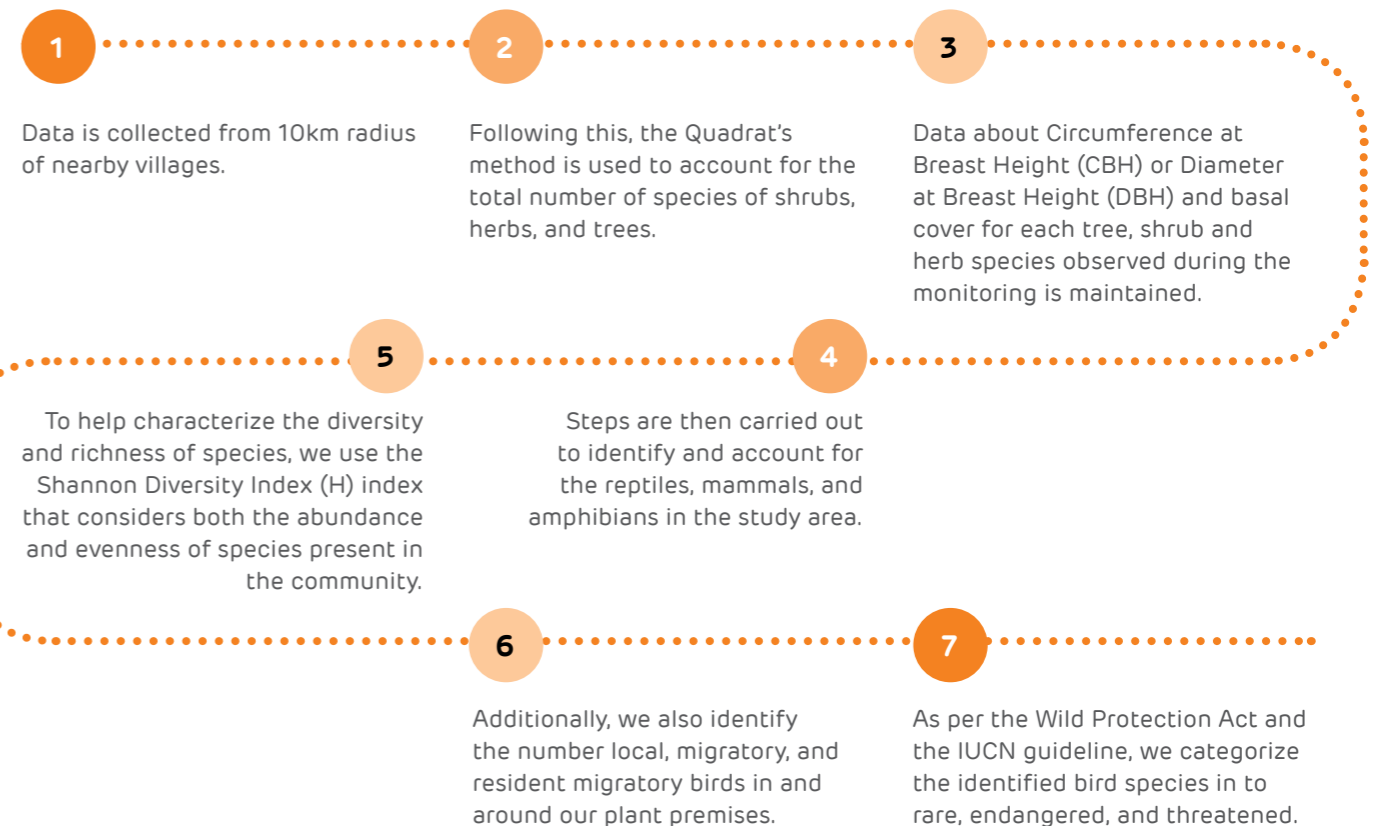 1
Data is collected from 10km radius
of nearby villages.
2
Following this, the Quadrat's
method is used to account for the
total number of species of shrubs,
herbs, and trees.
3
Data about Circumference at
Breast Height (CBH) or Diameter
at Breast Height (DBH) and basal
cover for each tree, shrub and
herb species observed during the
monitoring is maintained.
4
Steps are then carried out
to identify and account for
the reptiles, mammals, and
amphibians in the study area.
5
To help characterize the diversity
and richness of species, we use the
Shannon Diversity Index (H) index
that considers both the abundance
and evenness of species present in
the community.
6
Additionally, we also identify
the number local, migratory, and
resident migratory birds in and
around our plant premises.
7
As per the Wild Protection Act and
the IUCN guideline, we categorize
the identified bird species in to
rare, endangered, and threatened.